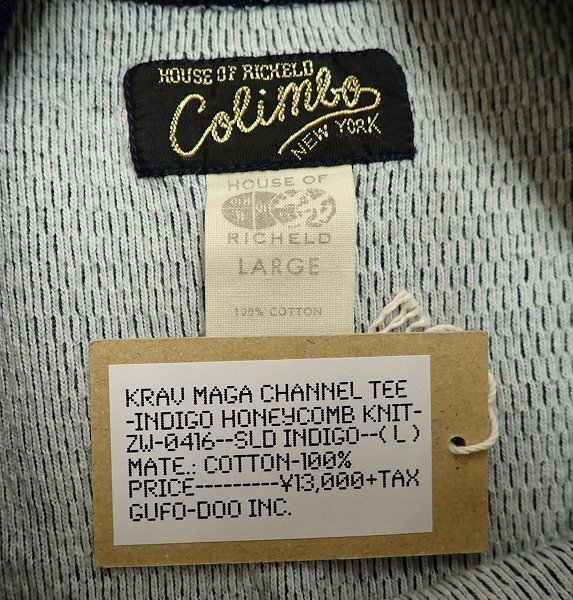 HOUSE OF RICHELD
Colimbo
NEW YORK
HOUSE OF
RICHELD
LARGE
100% COTTON
KRAV MAGA CHANNEL TEE
-INDIGO HONEYCOMB KNIT-
ZW-0416--SLD INDIGO--(L)
MATE.: COTTON-100%
PRICE---------¥13,000+TAX
GUFO-DOO INC.